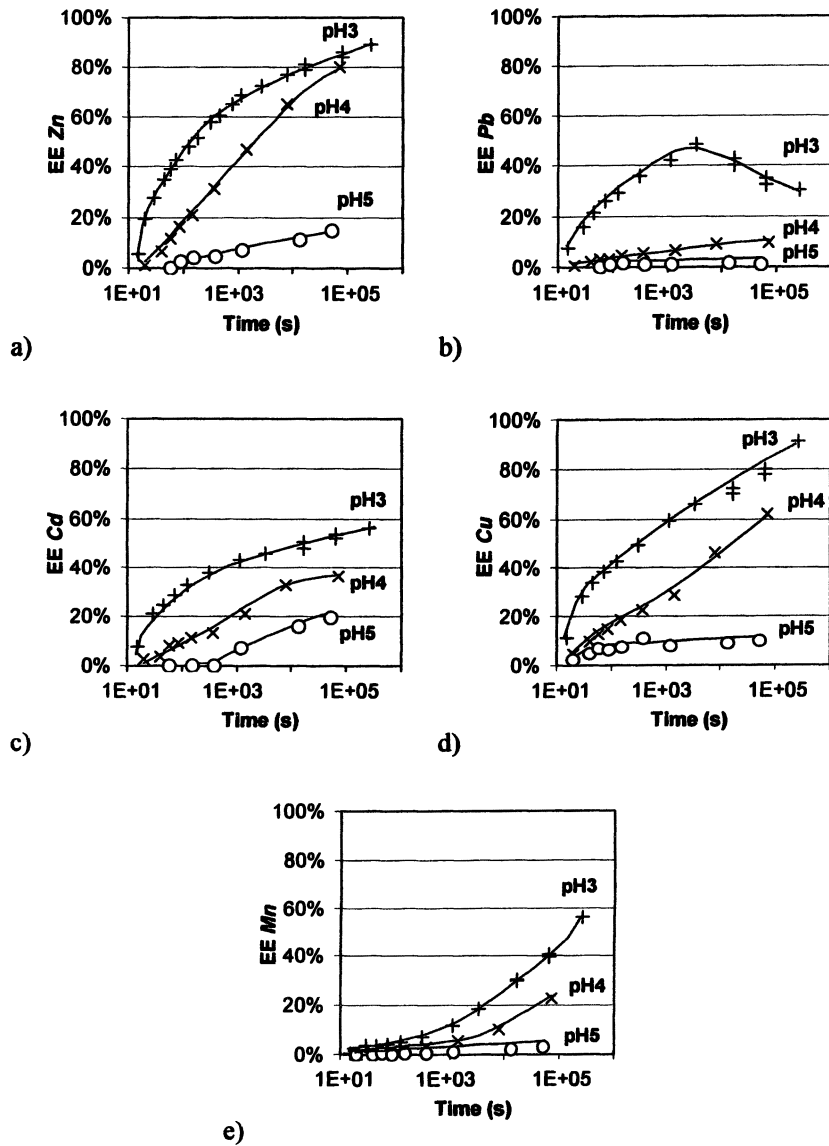 100%
80%
60%
40%
20%
0%
EE Zn
pH3
pH4
pH5
1E+01 1E+03 1E+05
Time (s)
a)
100%
80%
60%
40%
20%
0%
EE Pb
pH3
pH4
pH5
1E+01 1E+03 1E+05
Time (s)
b)
100%
80%
60%
40%
20%
0%
EE Cd
pH3
pH4
pH5
1E+01 1E+03 1E+05
Time (s)
c)
100%
80%
60%
40%
20%
0%
EE Cu
pH3
pH4
pH5
1E+01 1E+03 1E+05
Time (s)
d)
100%
80%
60%
40%
20%
0%
EE Mn
pH3
pH4
pH5
1E+01 1E+03 1E+05
Time (s)
e)